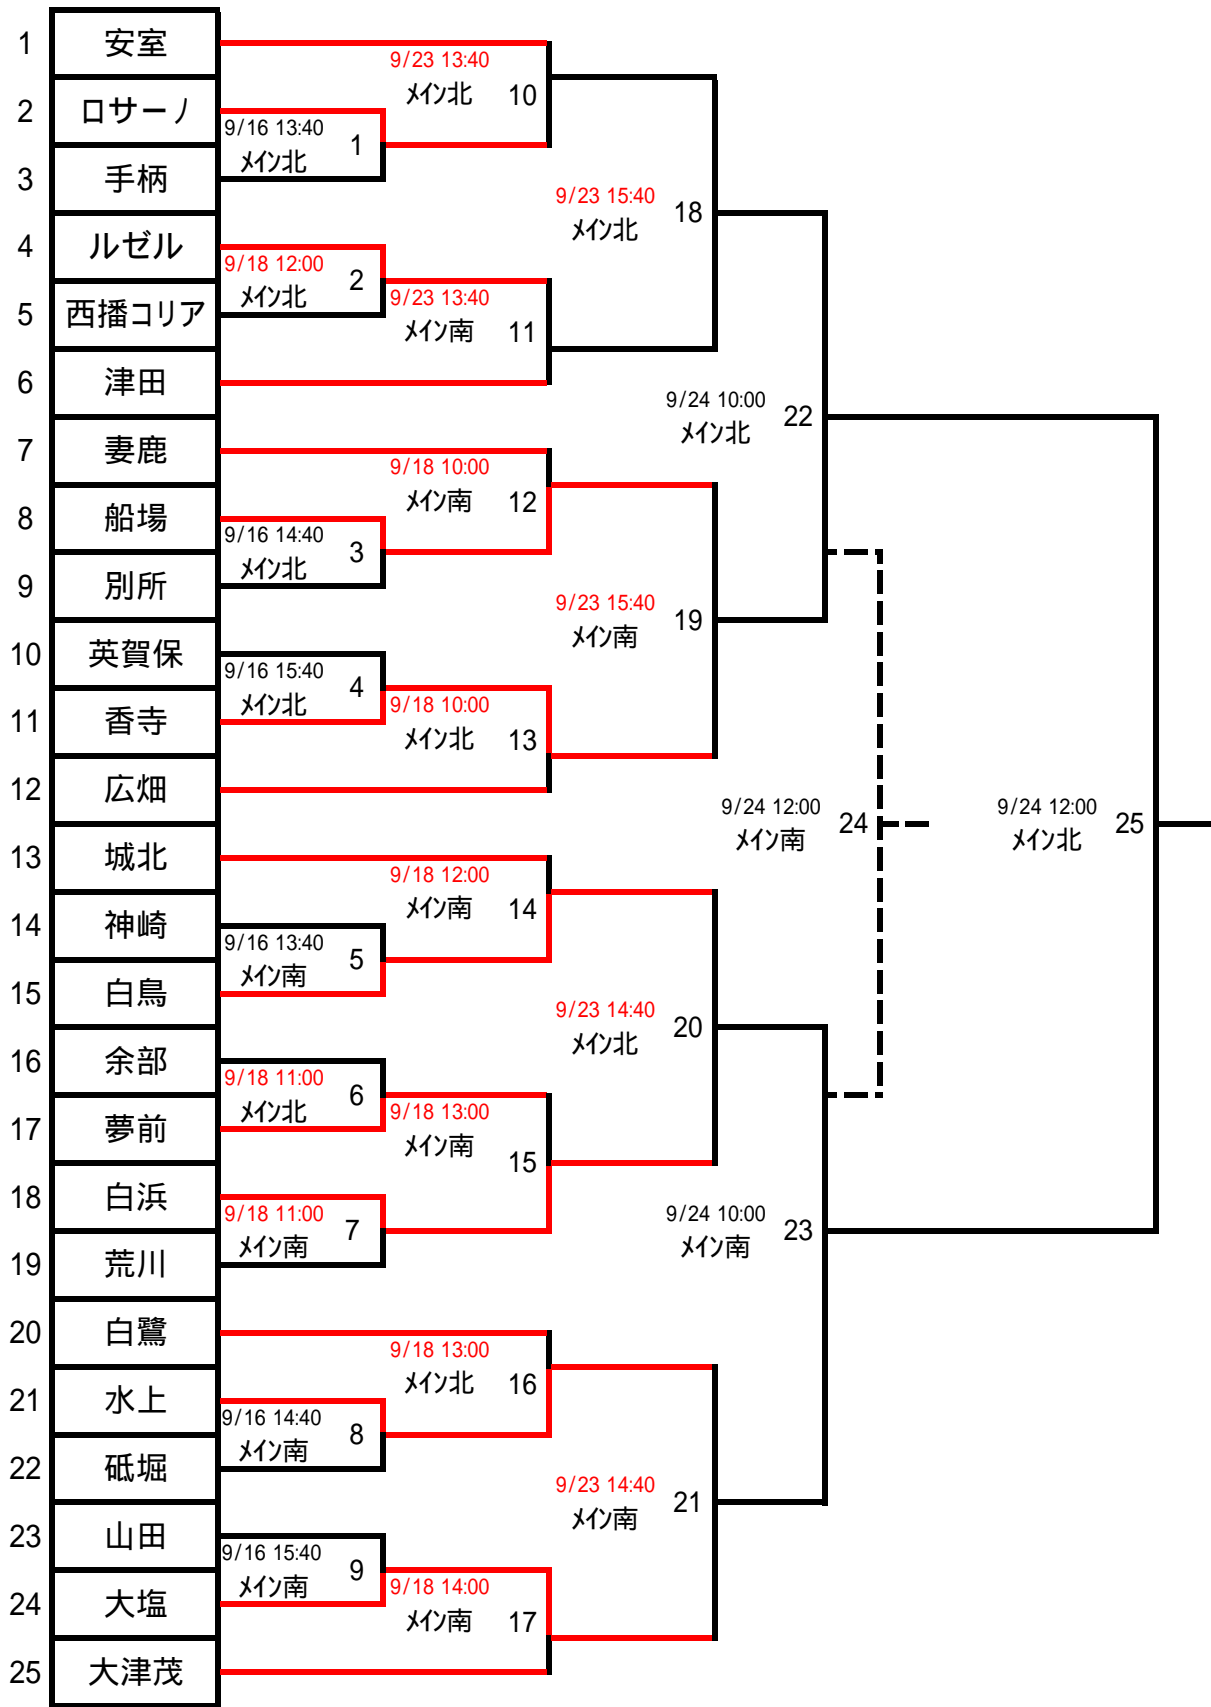 1 安室
9/23 13:40
メイン北 10
2 ロサーノ
9/16 13:40
メイン北 1
3 手柄
9/23 15:40
メイン北 18
4 ルゼル
9/18 12:00
メイン北 2
5 西播コリア
9/23 13:40
メイン南 11
6 津田
9/24 10:00
メイン北 22
7 妻鹿
9/18 10:00
メイン南 12
8 船場
9/16 14:40
メイン北 3
9 別所
9/23 15:40
メイン南 19
10 英賀保
9/16 15:40
メイン北 4
11 香寺
9/18 10:00
メイン北 13
12 広畑
9/24 12:00
メイン南 24
9/24 12:00
メイン北 25
13 城北
9/18 12:00
メイン南 14
14 神崎
9/16 13:40
メイン南 5
15 白鳥
9/23 14:40
メイン北 20
16 余部
9/18 11:00
メイン北 6
17 夢前
9/18 13:00
メイン南 15
18 白浜
9/18 11:00
メイン南 7
9/24 10:00
メイン南 23
19 荒川
20 白鷺
9/18 13:00
メイン北 16
21 水上
9/16 14:40
メイン南 8
22 砥堀
9/23 14:40
メイン南 21
23 山田
9/16 15:40
メイン南 9
24 大塩
9/18 14:00
メイン南 17
25 大津茂